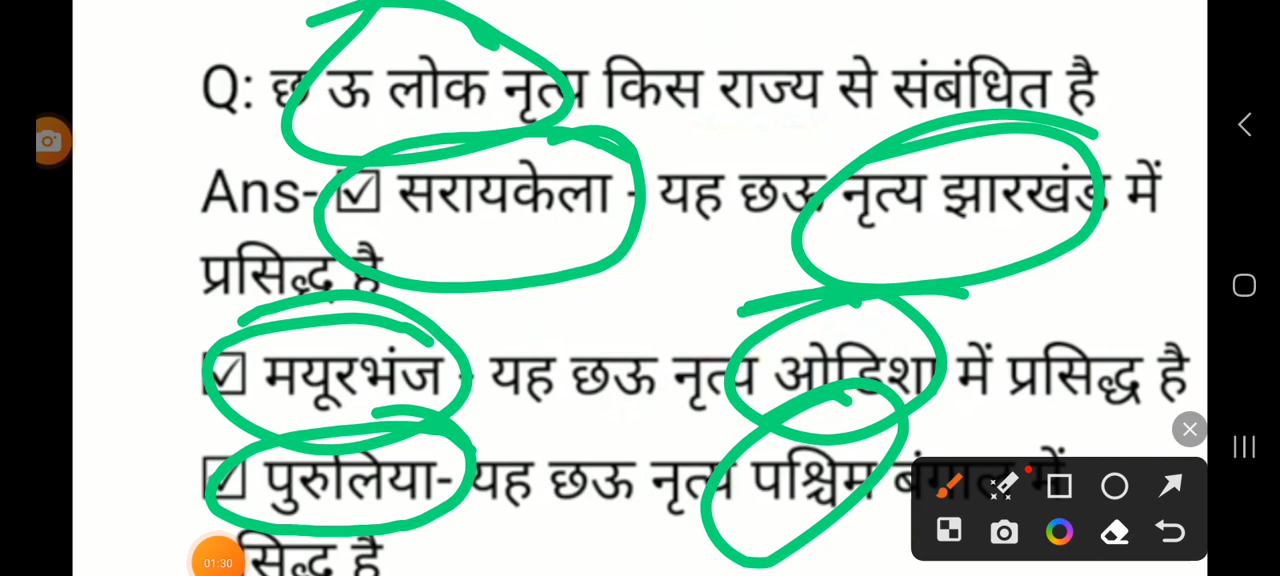 Q: छऊ लोक नृत्य किस राज्य से संबंधित है
Ans- ☑ सरायकेला - यह छऊ नृत्य झारखंड में
प्रसिद्ध है
☑ मयूरभंज - यह छऊ नृत्य ओडिशा में प्रसिद्ध है
☑ पुरुलिया- यह छऊ नृत्य पश्चिम बंगाल में
प्रसिद्ध है
01:30